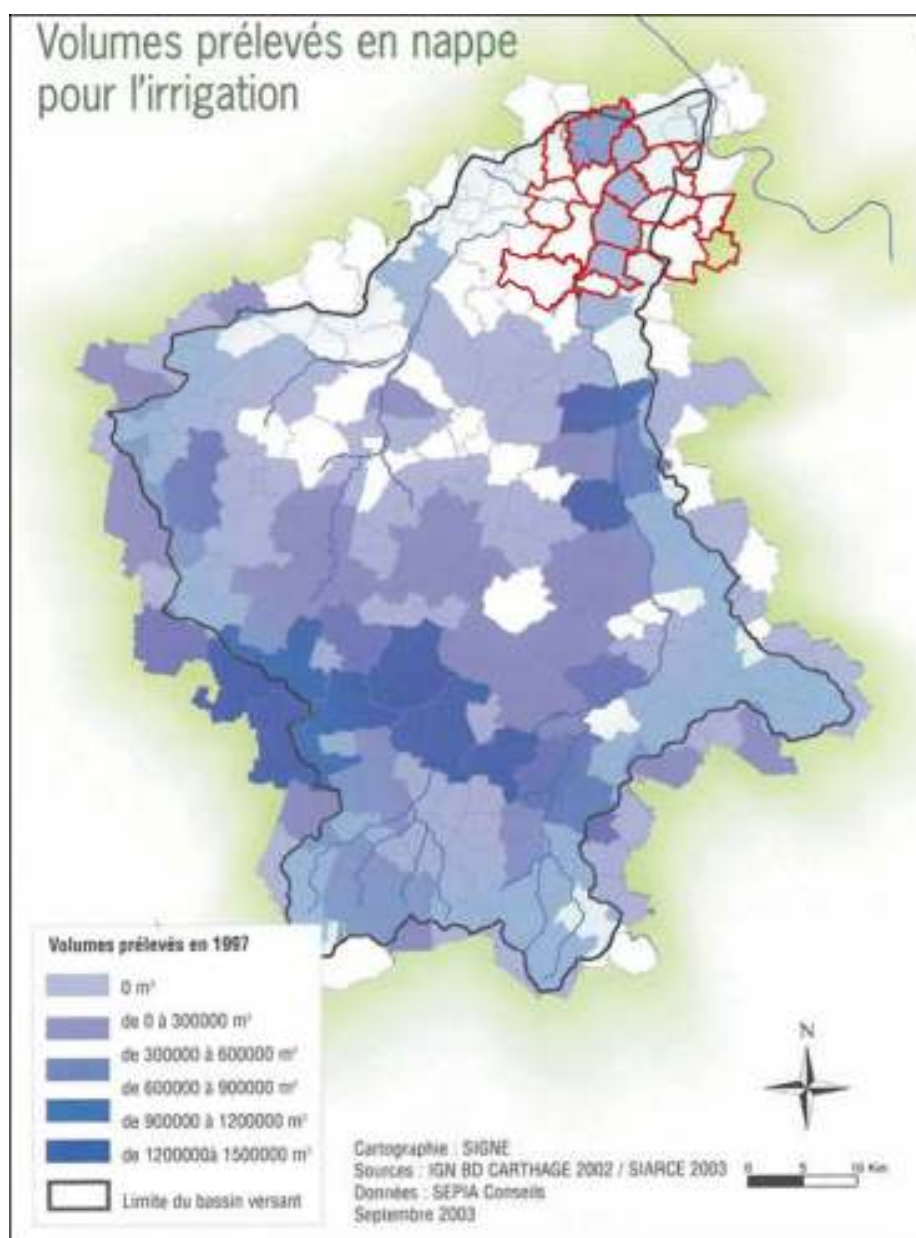 Volumes prélevés en nappe
pour l'irrigation
Volumes prélevés en 1997
0 m³
de 0 à 300000 m³
de 300000 à 600000 m³
de 600000 à 900000 m³
de 900000 à 1200000 m³
de 1200000à 1500000 m³
Limite du bassin versant
N
Cartographie : SIGNE
Sources : IGN BD CARTHAGE 2002 / SIARCE 2003
Données : SEPIA Conseils
Septembre 2003
0 5 10 Km